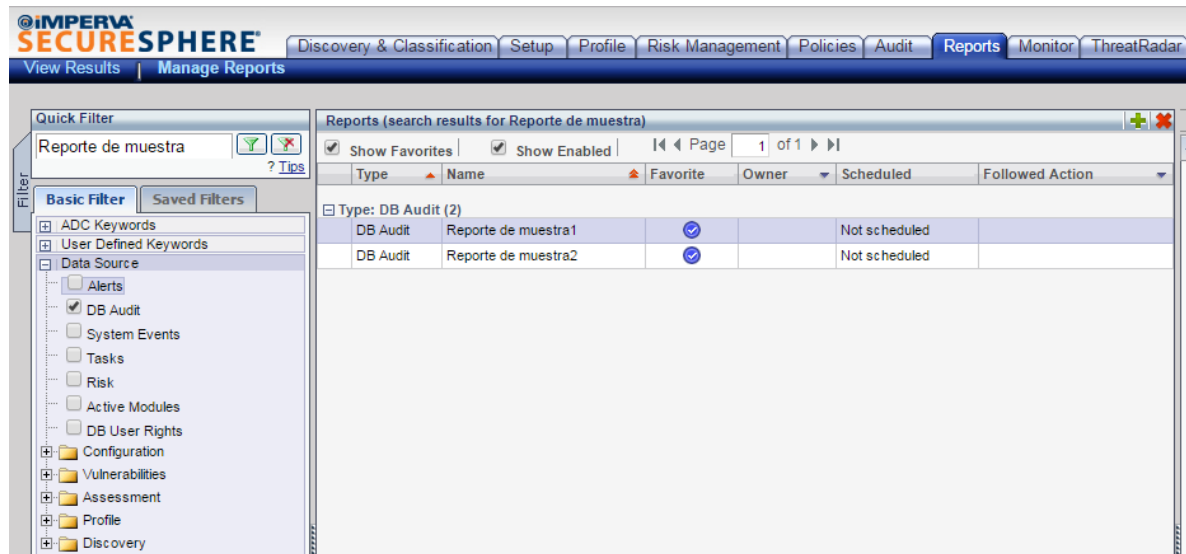 IMPERVA
SECURESPHERE
Discovery & Classification Setup Profile Risk Management Policies Audit Reports Monitor ThreatRadar
View Results | Manage Reports
Filter
Quick Filter
Reporte de muestra
? Tips
Basic Filter Saved Filters
ADC Keywords
User Defined Keywords
Data Source
Alerts
DB Audit
System Events
Tasks
Risk
Active Modules
DB User Rights
Configuration
Vulnerabilities
Assessment
Profile
Discovery
Reports (search results for Reporte de muestra)
Show Favorites Show Enabled Page 1 of 1
Type Name Favorite Owner Scheduled Followed Action
Type: DB Audit (2)
DB Audit Reporte de muestra1 Not scheduled
DB Audit Reporte de muestra2 Not scheduled